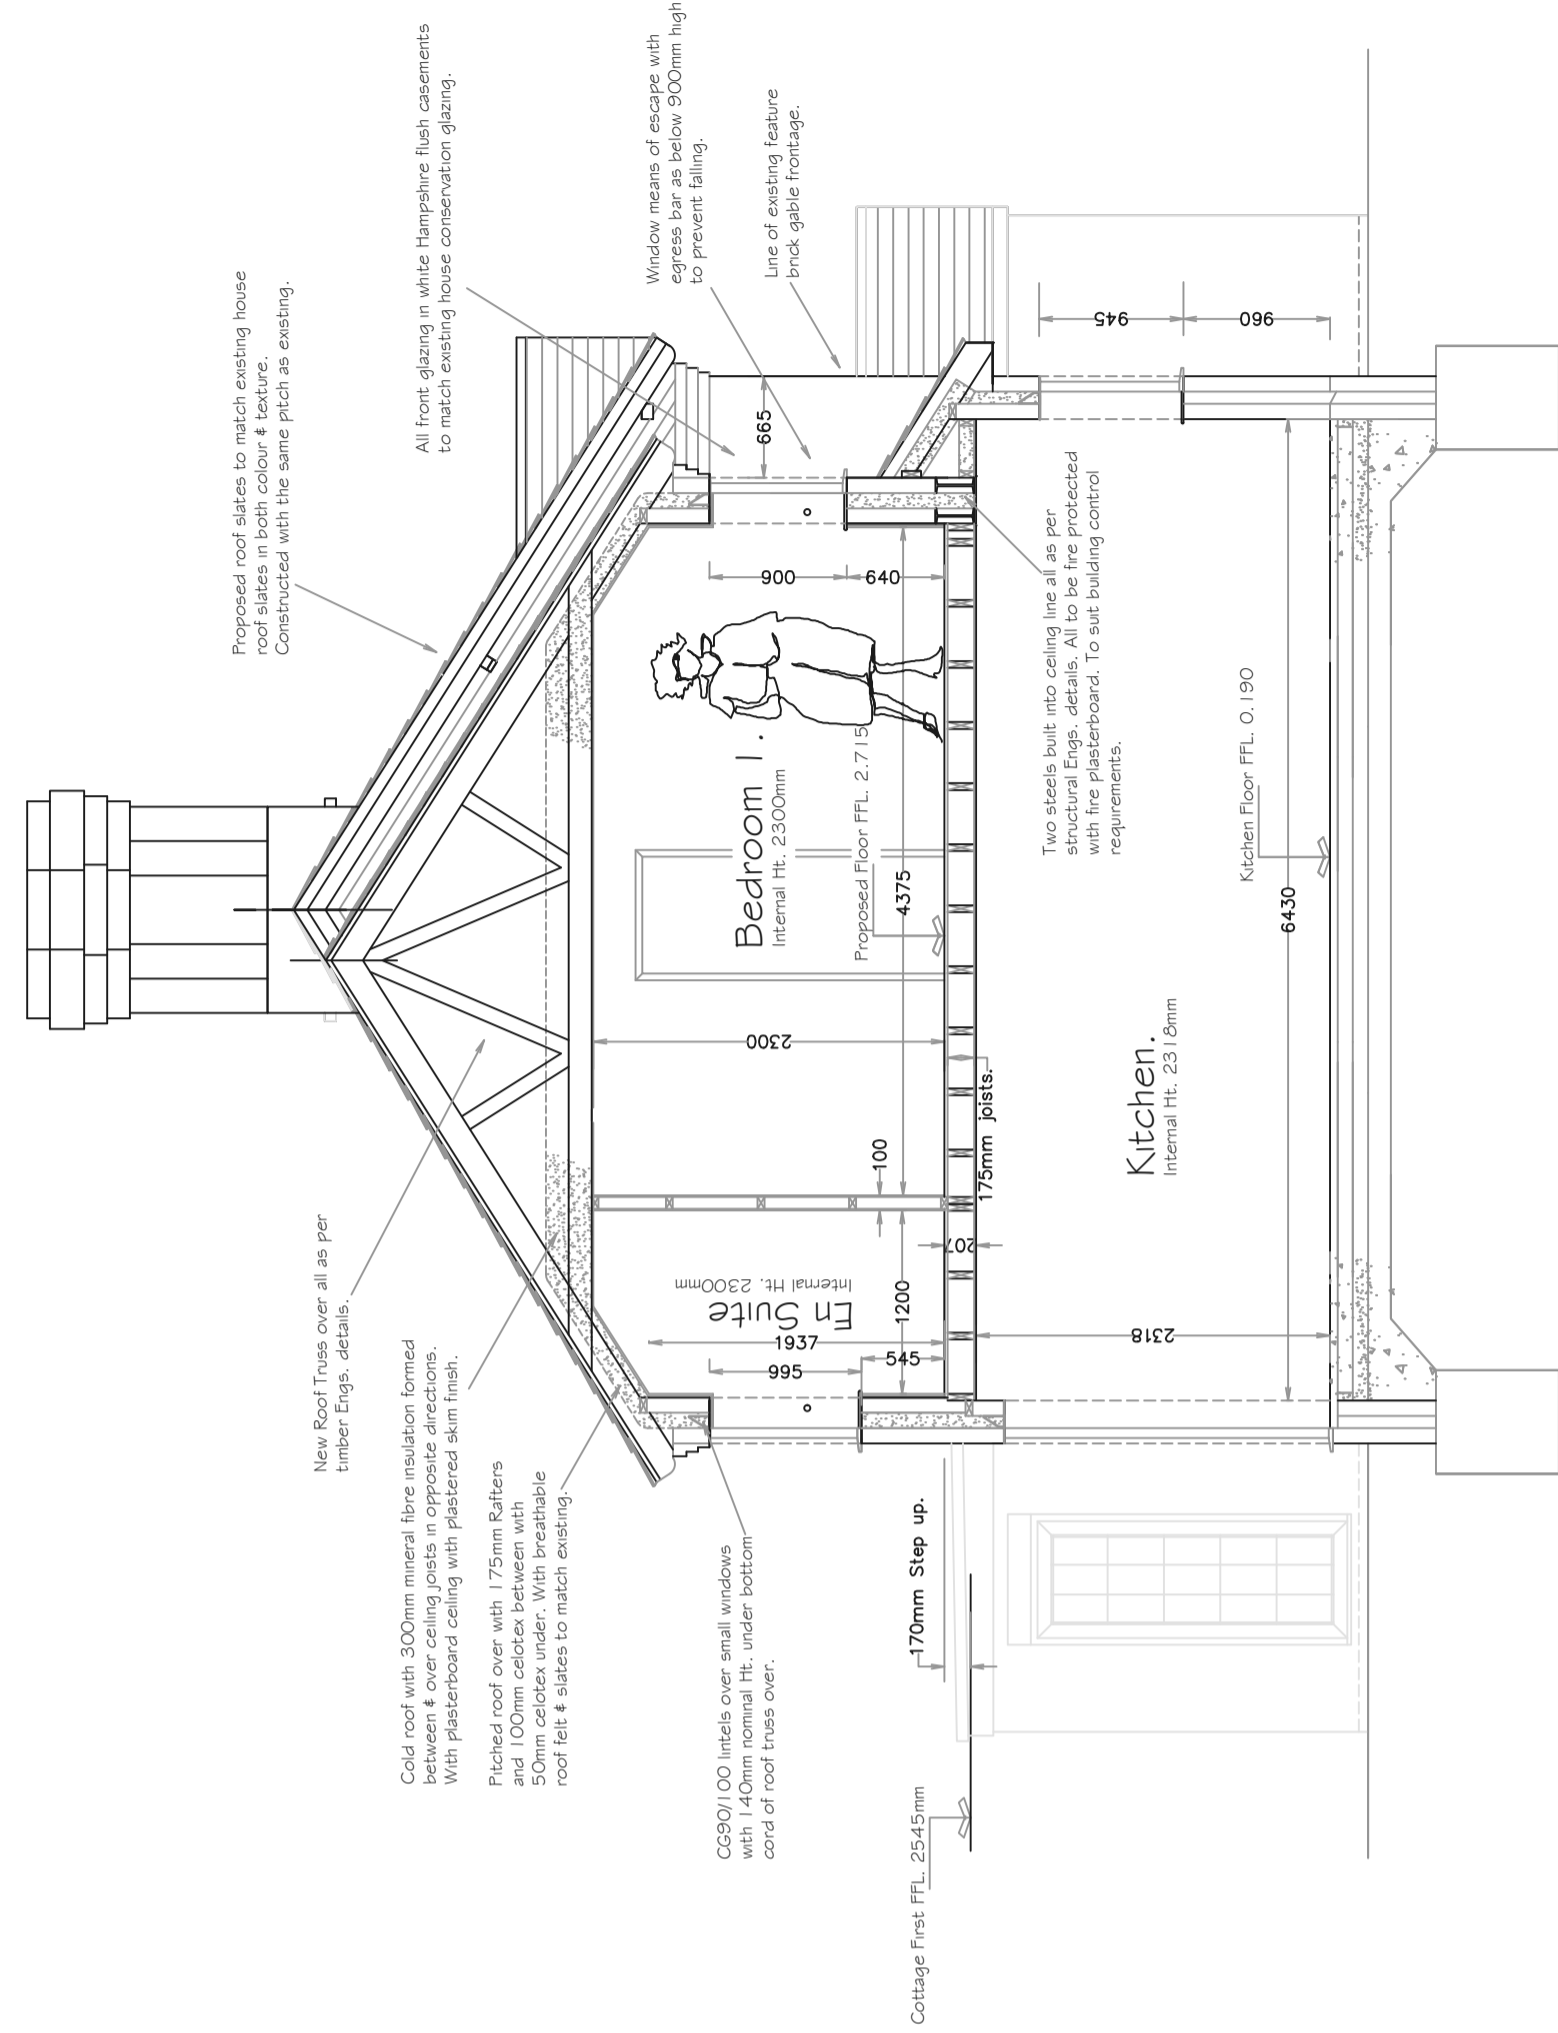 Proposed roof slates to match existing house
roof slates in both colour & texture.
Constructed with the same pitch as existing.
All front glazing in white Hampshire flush casements
to match existing house conservation glazing.
Window means of escape with
egress bar as below 900mm high
to prevent falling.
Line of existing feature
brick gable frontage.
New Roof Truss over all as per
timber Engs. details.
Cold roof with 300mm mineral fibre insulation formed
between & over ceiling joists in opposite directions.
With plasterboard ceiling with plastered skim finish.
Pitched roof over with 175mm Rafters
and 100mm celotex between with
50mm celotex under. With breathable
roof felt & slates to match existing.
CG90/100 lintels over small windows
with 140mm nominal Ht. under bottom
cord of roof truss over.
Bedroom 1.
Internal Ht. 2300mm
Proposed Floor FFL. 2.715
En Suite
Internal Ht. 2300mm
665
900
640
4375
2300
100
1937
995
545
1200
207
175mm joists.
170mm Step up.
Cottage First FFL. 2545mm
Two steels built into ceiling line all as per
structural Engs. details. All to be fire protected
with fire plasterboard. To suit building control
requirements.
Kitchen.
Internal Ht. 2318mm
Kitchen Floor FFL. 0.190
945
960
2318
6430